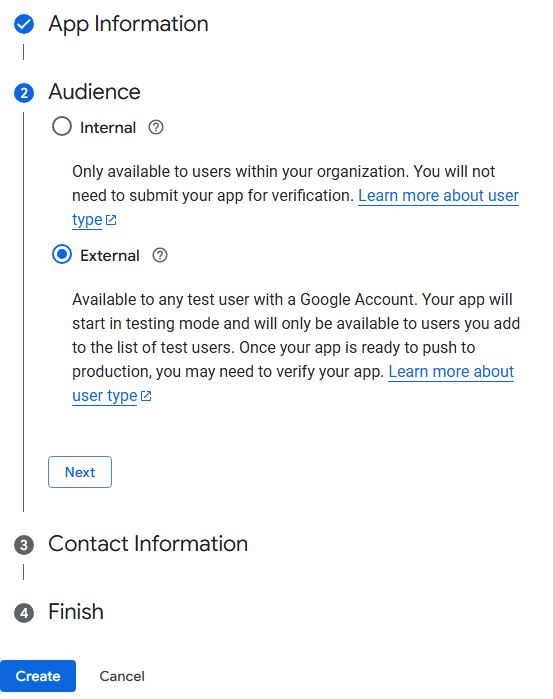 App Information
2 Audience
Internal
Only available to users within your organization. You will not
need to submit your app for verification. Learn more about user
type
External
Available to any test user with a Google Account. Your app will
start in testing mode and will only be available to users you add
to the list of test users. Once your app is ready to push to
production, you may need to verify your app. Learn more about
user type
Next
3 Contact Information
4 Finish
Create Cancel